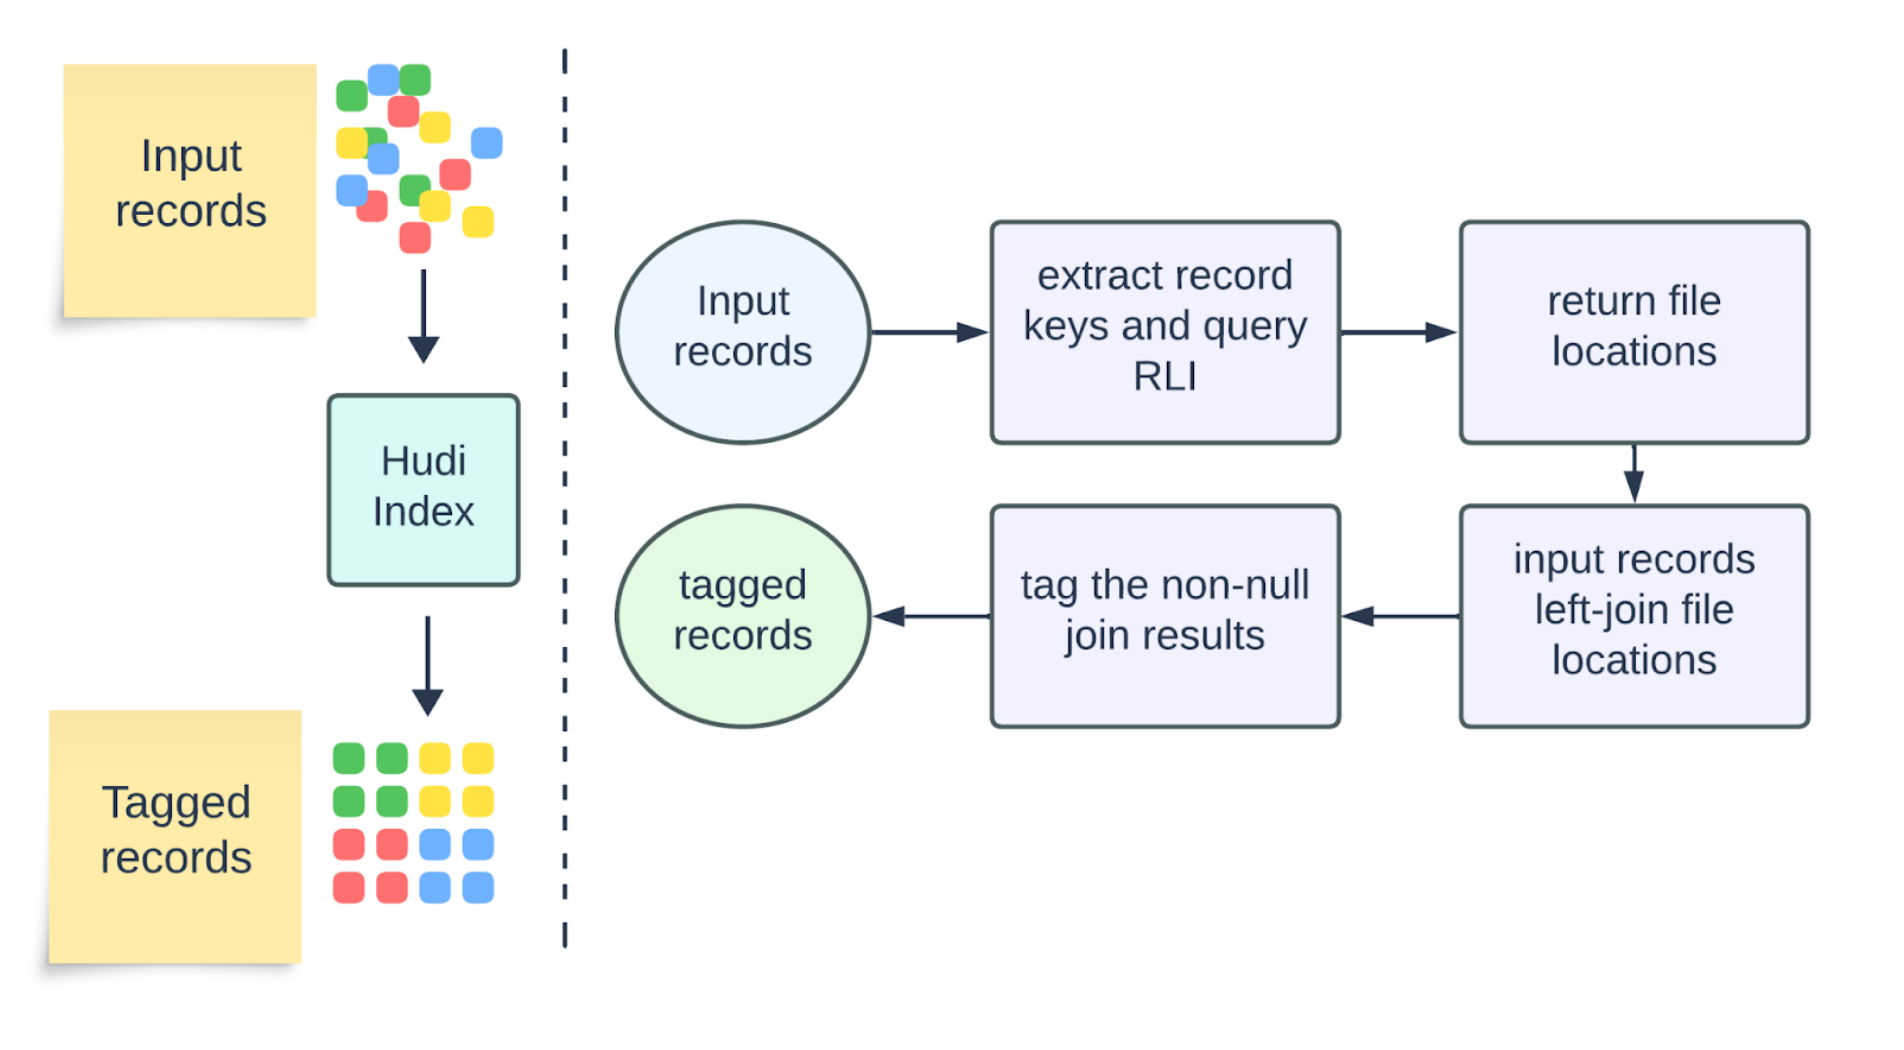 Input
records
Hudi
Index
Tagged
records
Input
records
extract record
keys and query
RLI
return file
locations
input records
left-join file
locations
tag the non-null
join results
tagged
records